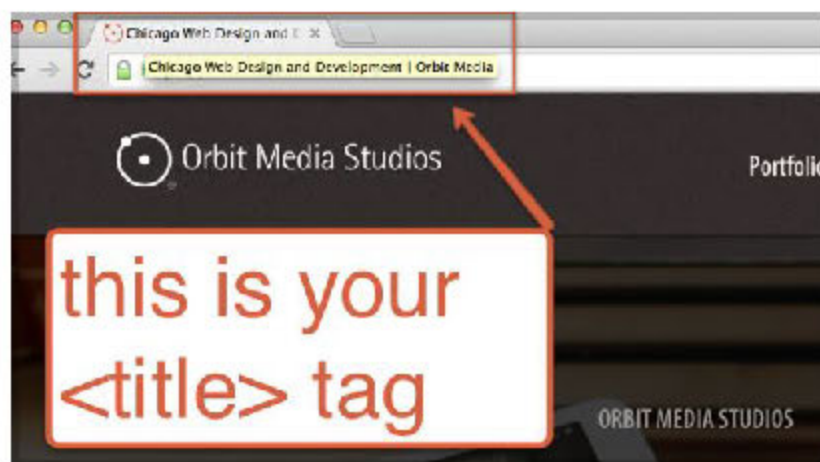 Chicago Web Design and D
Chicago Web Design and Development | Orbit Media
Orbit Media Studios
Portfolio
this is your
<title> tag
ORBIT MEDIA STUDIOS